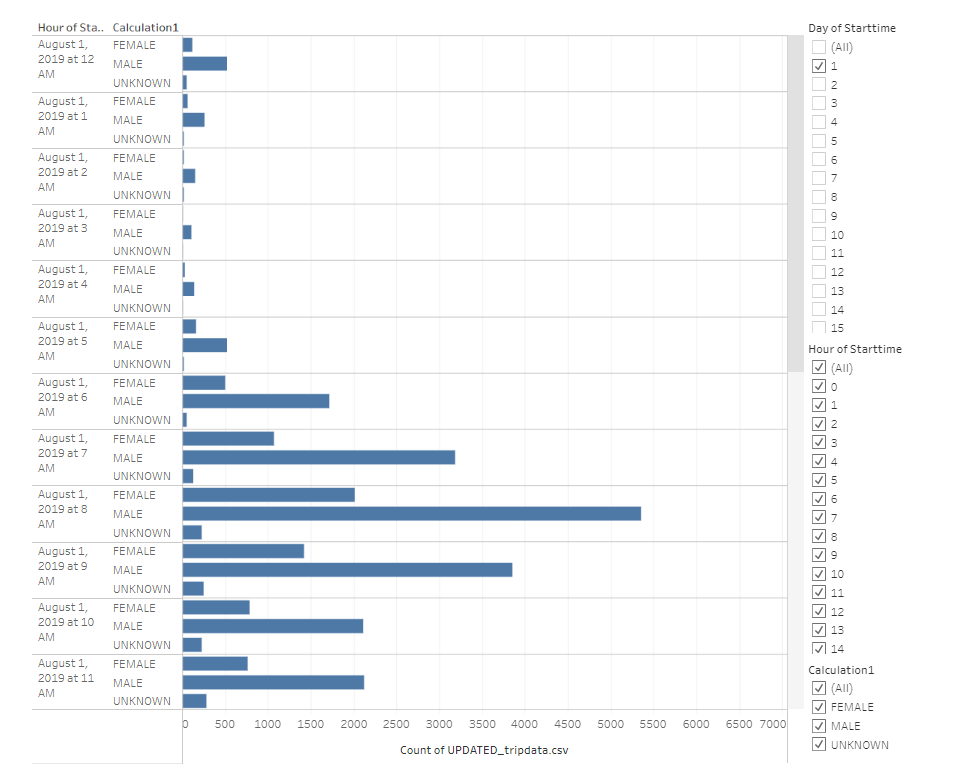 Hour of Sta.. Calculation1
August 1, 2019 at 12 AM
FEMALE
MALE
UNKNOWN
August 1, 2019 at 1 AM
FEMALE
MALE
UNKNOWN
August 1, 2019 at 2 AM
FEMALE
MALE
UNKNOWN
August 1, 2019 at 3 AM
FEMALE
MALE
UNKNOWN
August 1, 2019 at 4 AM
FEMALE
MALE
UNKNOWN
August 1, 2019 at 5 AM
FEMALE
MALE
UNKNOWN
August 1, 2019 at 6 AM
FEMALE
MALE
UNKNOWN
August 1, 2019 at 7 AM
FEMALE
MALE
UNKNOWN
August 1, 2019 at 8 AM
FEMALE
MALE
UNKNOWN
August 1, 2019 at 9 AM
FEMALE
MALE
UNKNOWN
August 1, 2019 at 10 AM
FEMALE
MALE
UNKNOWN
August 1, 2019 at 11 AM
FEMALE
MALE
UNKNOWN
0 500 1000 1500 2000 2500 3000 3500 4000 4500 5000 5500 6000 6500 7000
Count of UPDATED_tripdata.csv
Day of Starttime
(All)
1
2
3
4
5
6
7
8
9
10
11
12
13
14
15
Hour of Starttime
(All)
0
1
2
3
4
5
6
7
8
9
10
11
12
13
14
Calculation1
(All)
FEMALE
MALE
UNKNOWN